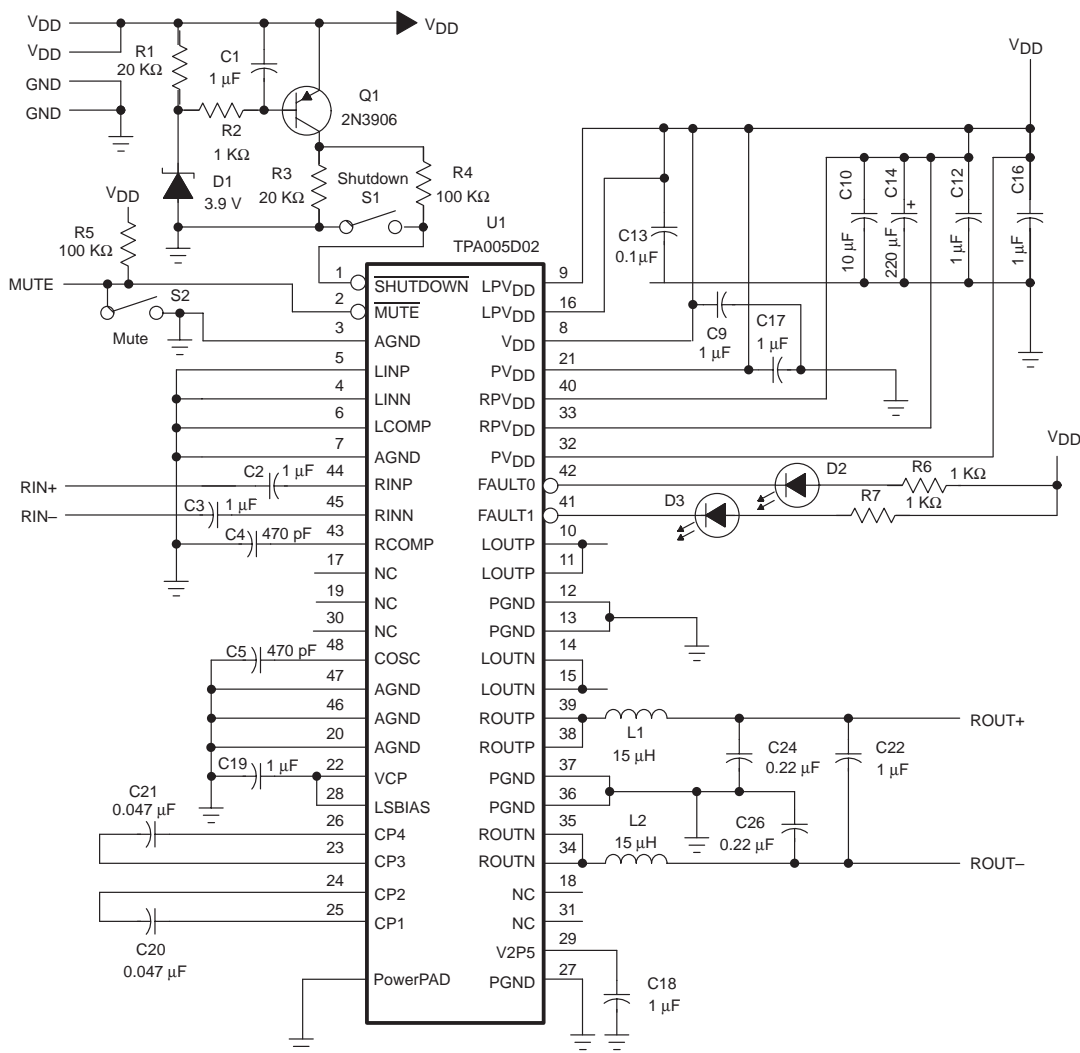 VDD
VDD
VDD
GND
GND
R1
20 KΩ
C1
1 μF
R2
1 KΩ
Q1
2N3906
D1
3.9 V
R3
20 KΩ
Shutdown
S1
R4
100 KΩ
VDD
R5
100 KΩ
MUTE
S2
Mute
U1
TPA005D02
VDD
C10
10 μF
C14
+
220 μF
C12
1 μF
C16
1 μF
C13
0.1μF
C9
1 μF
C17
1 μF
1
SHUTDOWN
2
MUTE
3
AGND
5
LINP
4
LINN
6
LCOMP
7
AGND
RIN+
C2
1 μF
44
RINP
RIN–
C3
1 μF
45
RINN
C4
470 pF
43
RCOMP
17
NC
19
NC
30
NC
C5
470 pF
48
COSC
47
AGND
46
AGND
20
AGND
C19
1 μF
22
VCP
28
LSBIAS
C21
0.047 μF
26
CP4
23
CP3
24
CP2
25
CP1
C20
0.047 μF
PowerPAD
9
LPVDD
16
LPVDD
8
VDD
21
PVDD
40
RPVDD
33
RPVDD
32
PVDD
42
FAULT0
41
FAULT1
VDD
D2
R6
1 KΩ
D3
R7
1 KΩ
10
LOUTP
11
LOUTP
12
PGND
13
PGND
14
LOUTN
15
LOUTN
39
ROUTP
38
ROUTP
37
PGND
36
PGND
35
ROUTN
34
ROUTN
18
NC
31
NC
29
V2P5
27
PGND
L1
15 μH
C24
0.22 μF
C22
1 μF
ROUT+
L2
15 μH
C26
0.22 μF
ROUT–
C18
1 μF